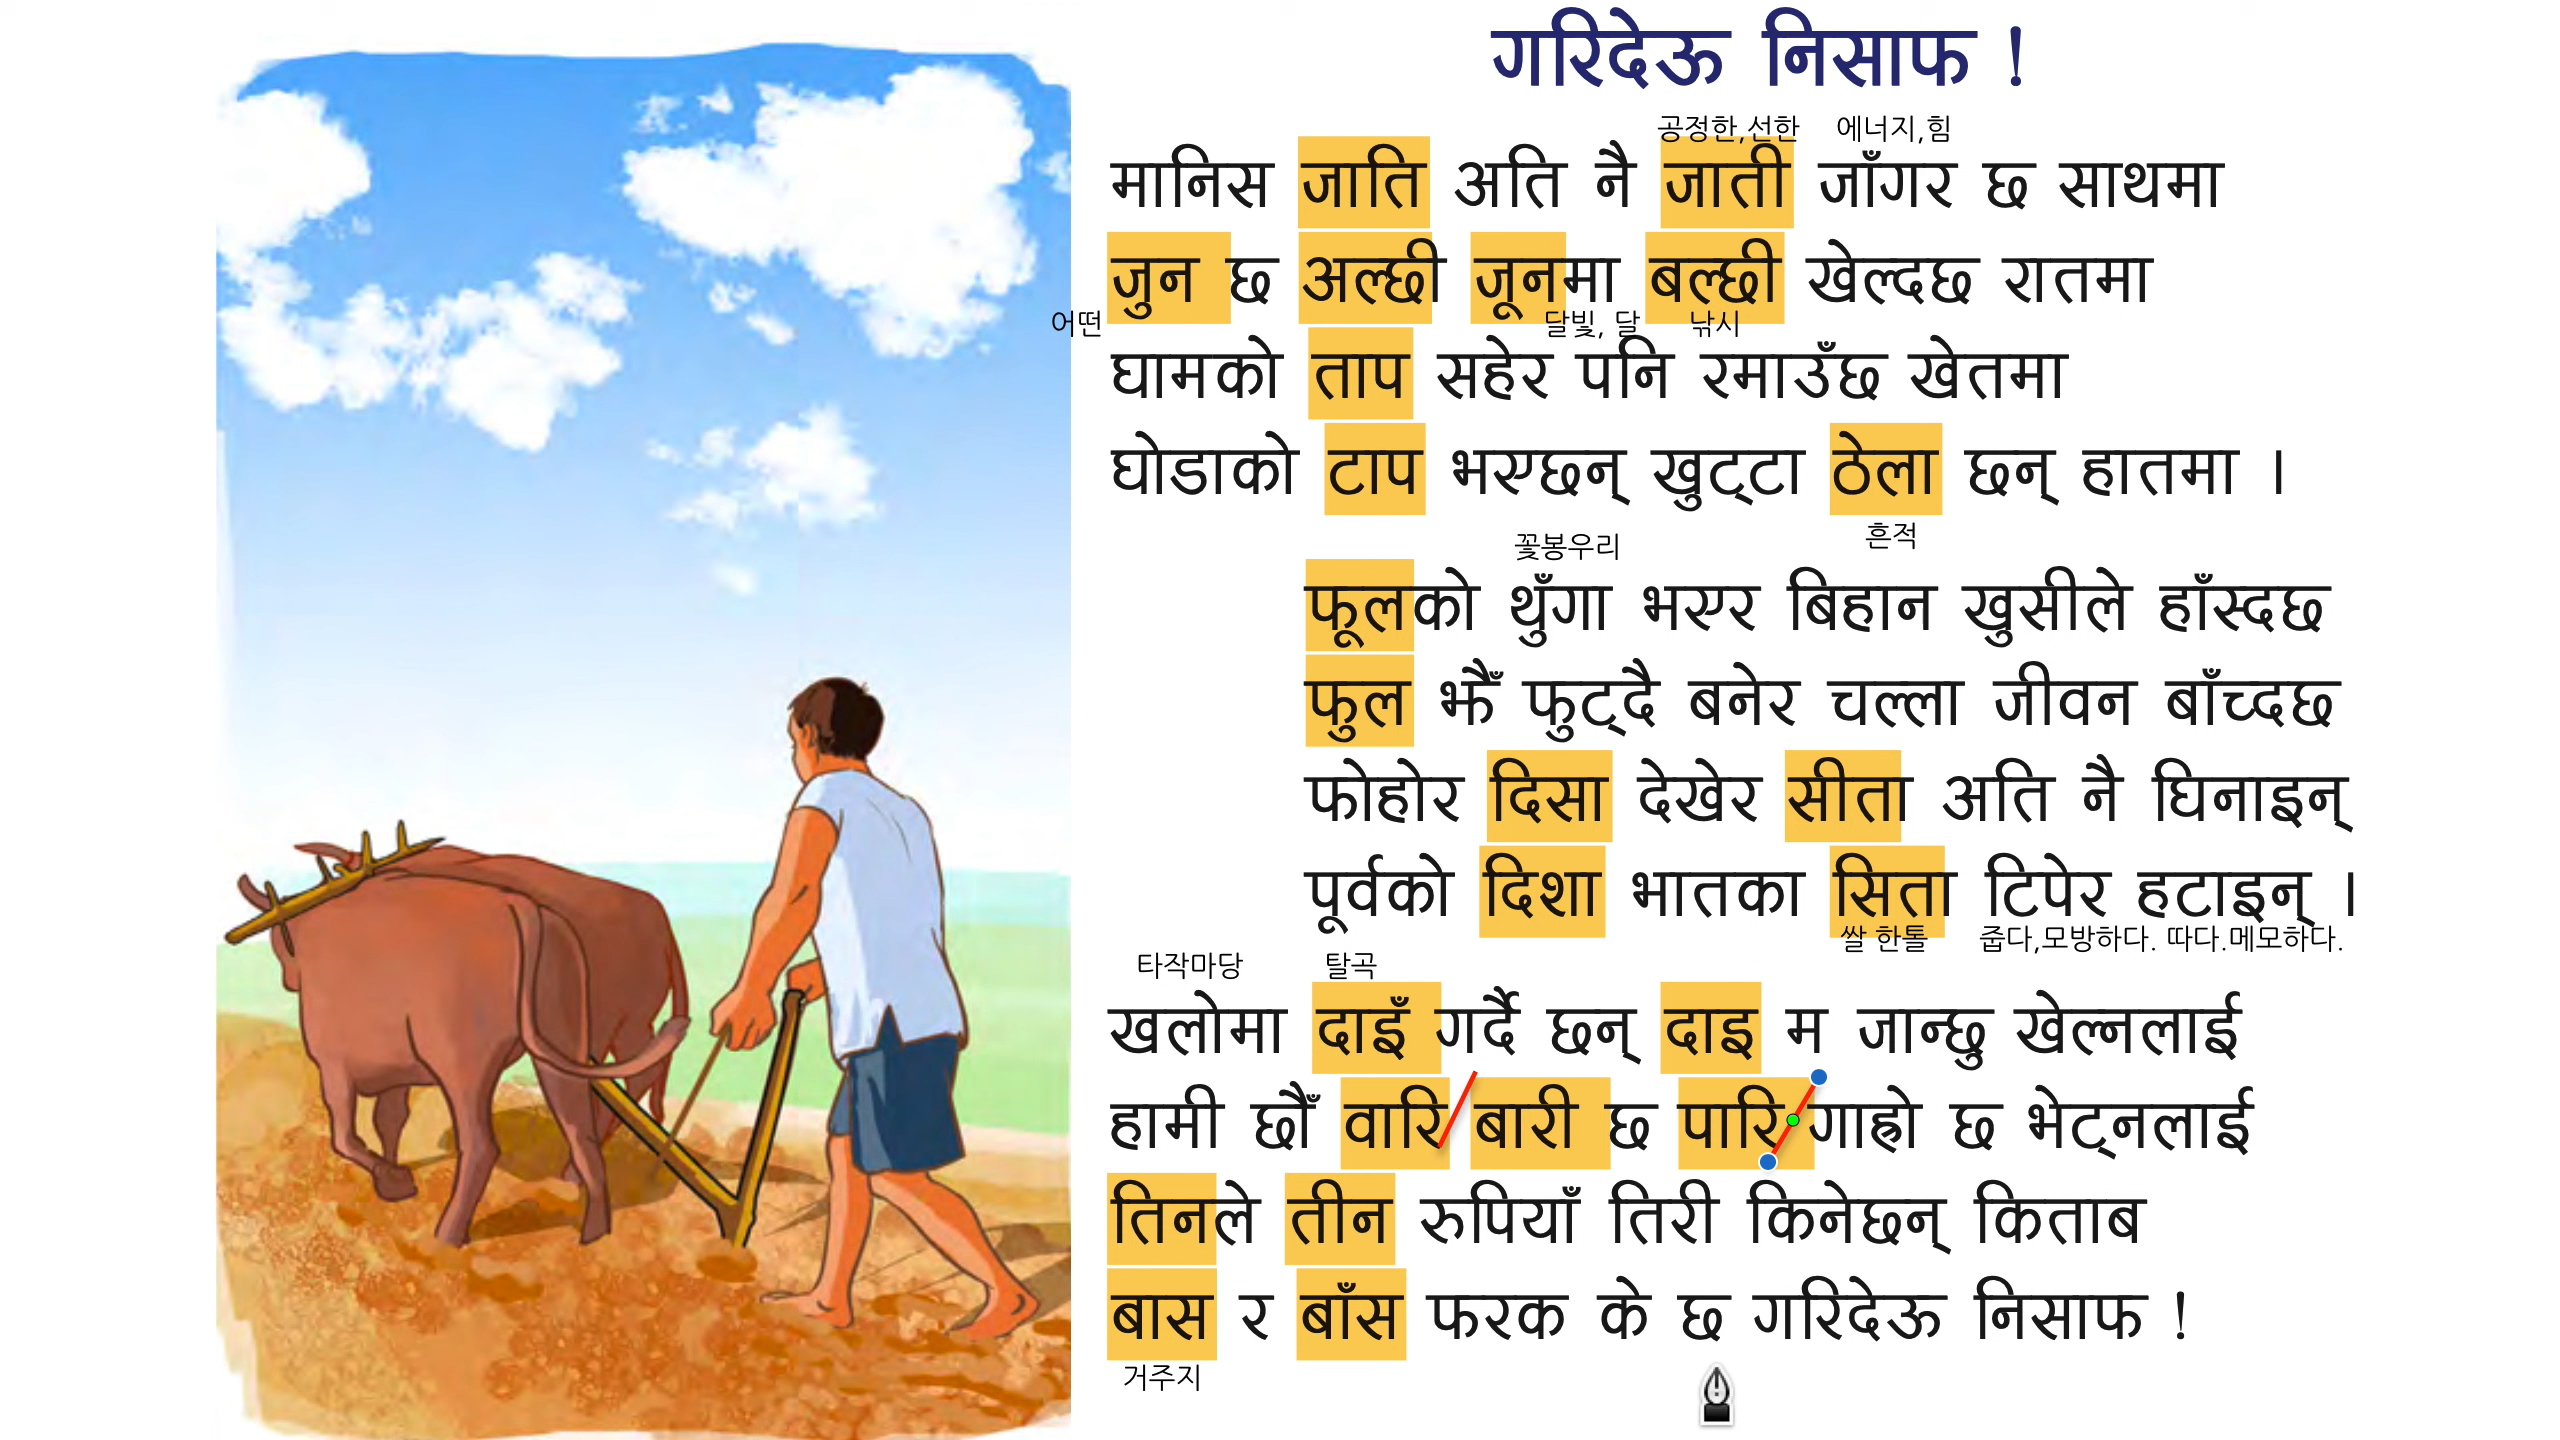 गरिदेऊ निसाफ !
공정한,선한 에너지,힘
मानिस जाति अति नै जाती जाँगर छ साथमा
जुन छ अल्छी जूनमा बल्छी खेल्दछ रातमा
어떤 달빛, 달 낚시
घामको ताप सहेर पनि रमाउँछ खेतमा
घोडाको टाप भएछन् खुट्टा ठेला छन् हातमा ।
흔적
꽃봉우리
फूलको थुँगा भएर बिहान खुसीले हाँस्दछ
फुल झैँ फुट्दै बनेर चल्ला जीवन बाँच्दछ
फोहोर दिसा देखेर सीता अति नै घिनाइन्
पूर्वको दिशा भातका सिता टिपेर हटाइन् ।
쌀 한톨 줍다,모방하다. 따다.메모하다.
타작마당 탈곡
खलोमा दाइँ गर्दै छन् दाइ म जान्छु खेल्नलाई
हामी छौँ वारि बारी छ पारि गाह्रो छ भेट्नलाई
तिनले तीन रुपियाँ तिरी किनेछन् किताब
बास र बाँस फरक के छ गरिदेऊ निसाफ !
거주지